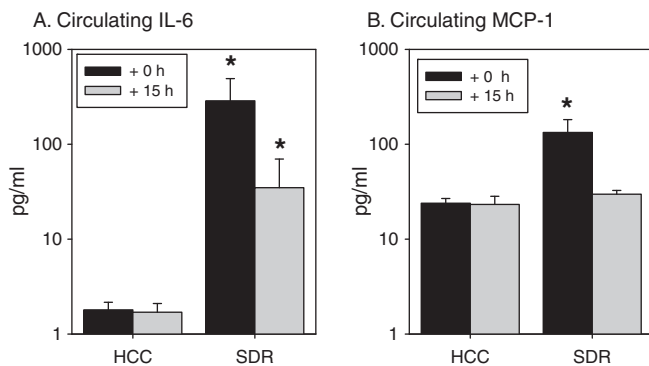 A. Circulating IL-6
1000
100
10
1
pg/ml
+ 0 h
+ 15 h
*
*
HCC
SDR
B. Circulating MCP-1
1000
100
10
1
pg/ml
+ 0 h
+ 15 h
*
HCC
SDR